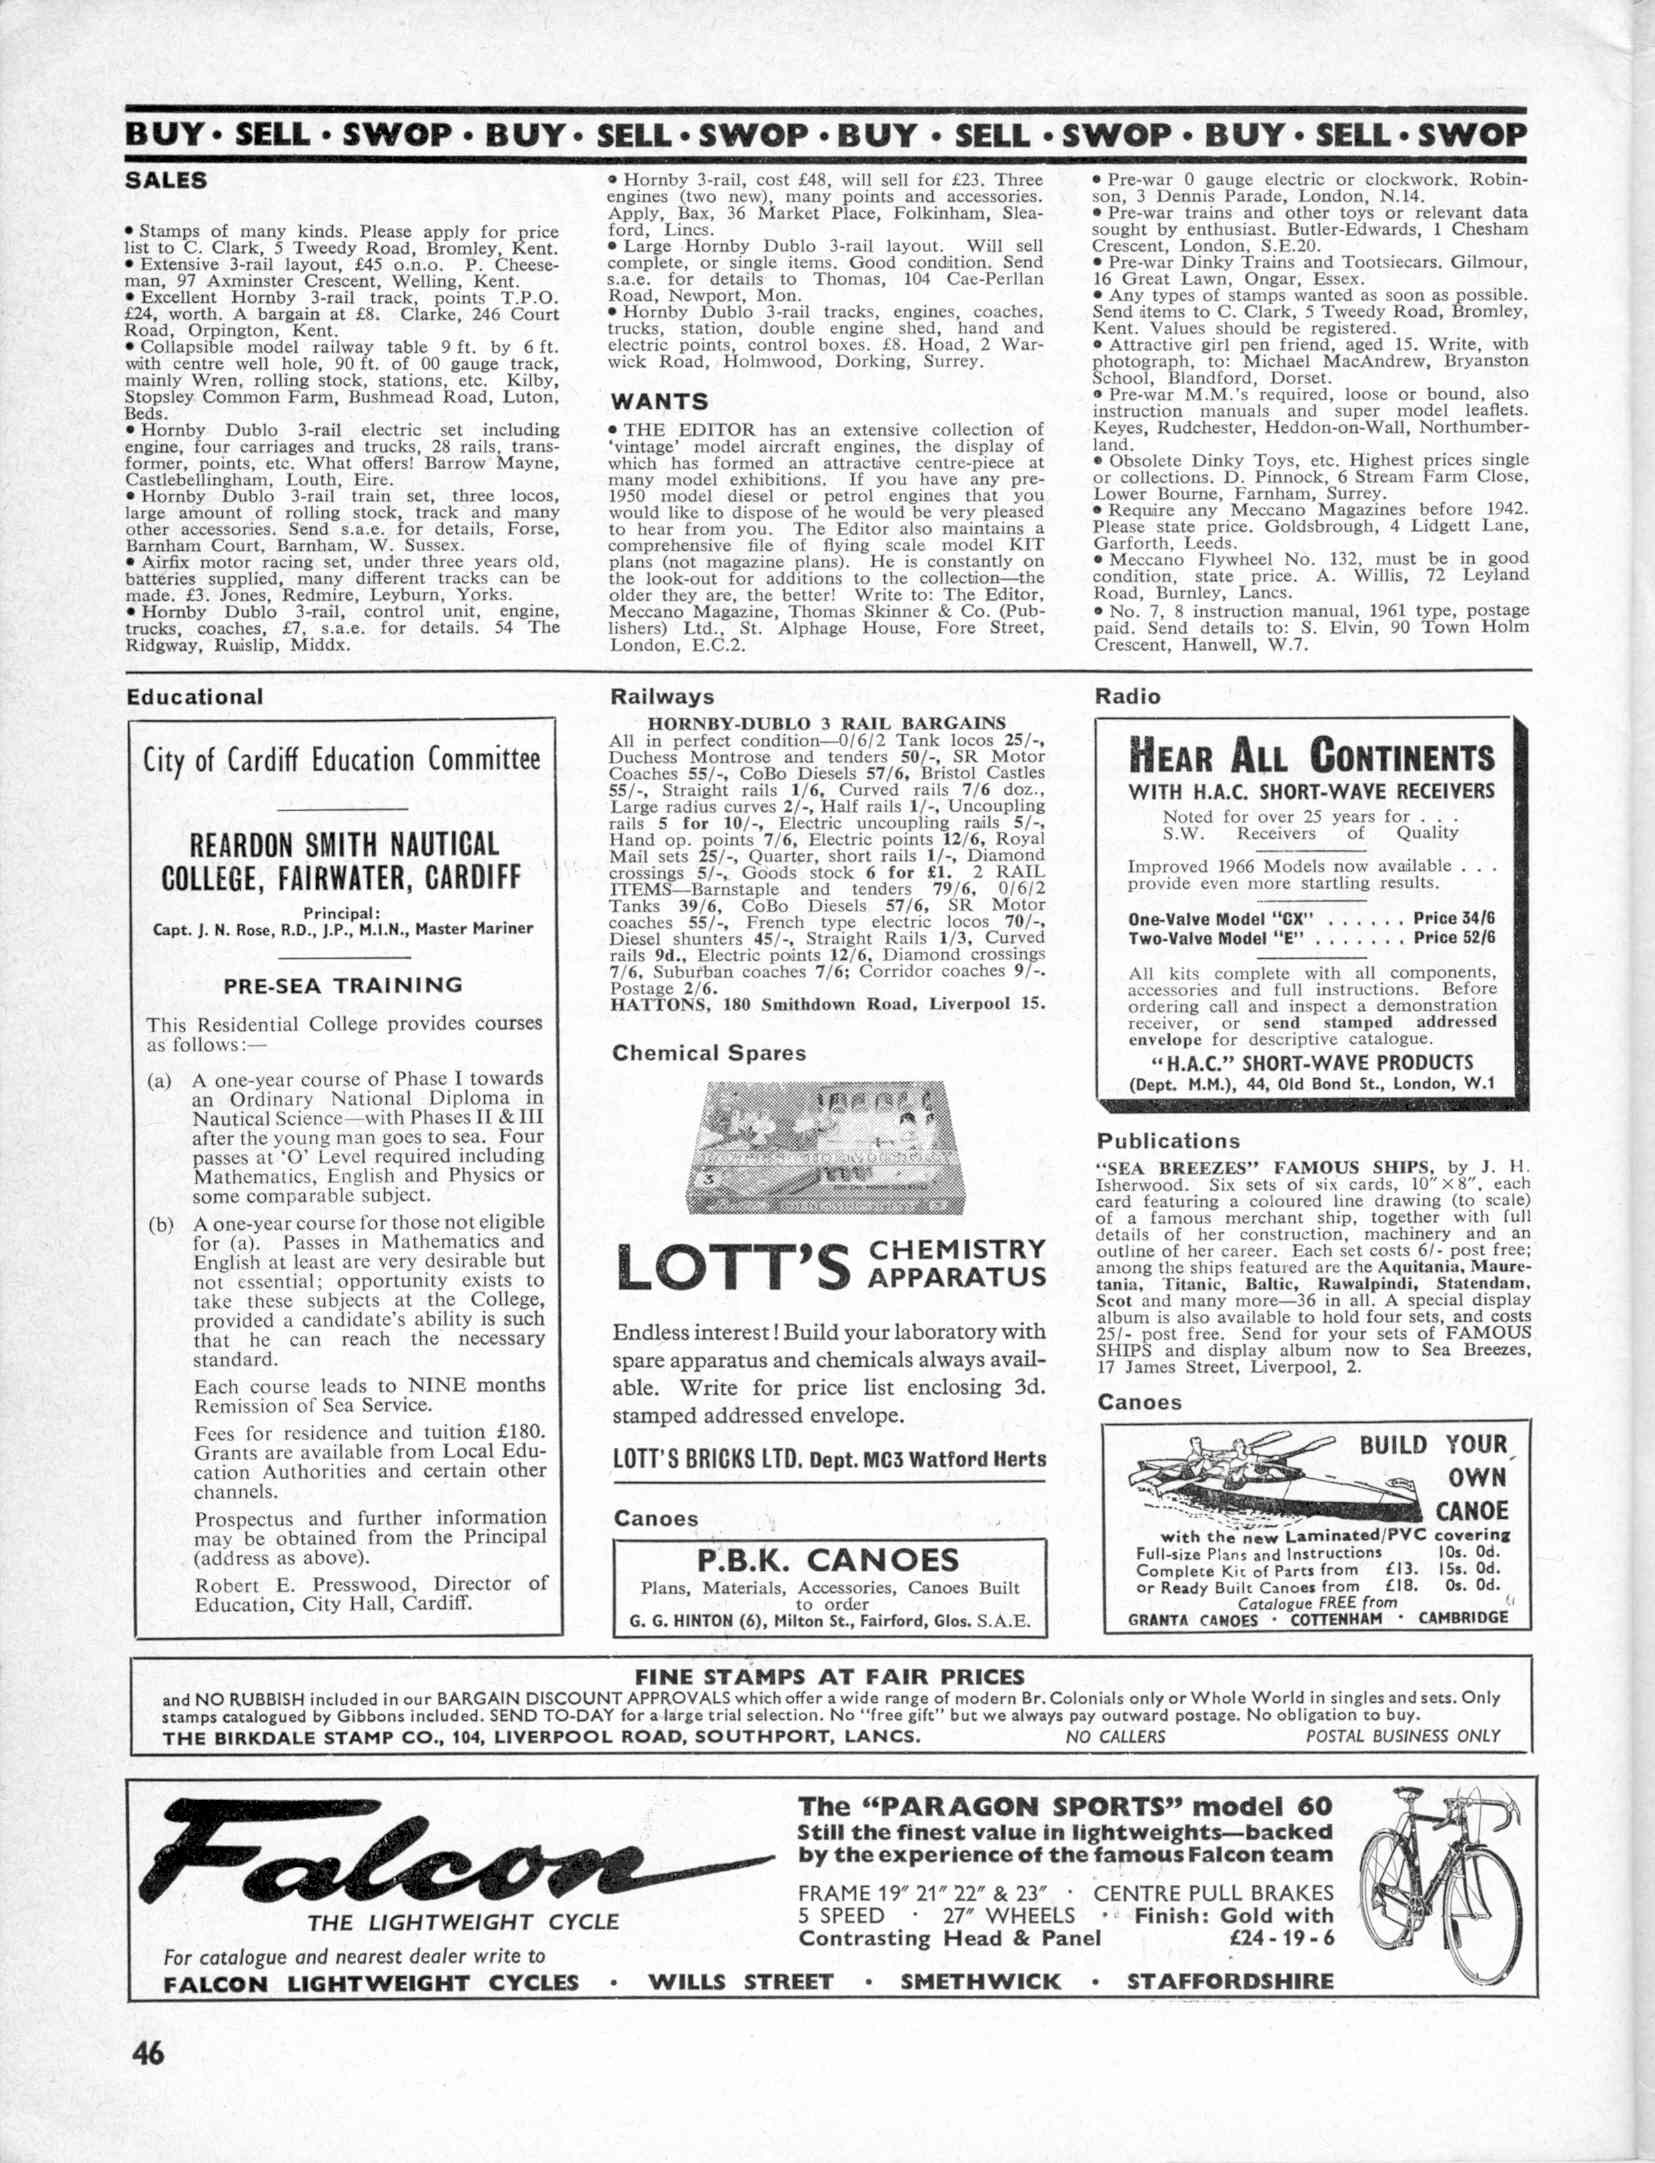 BUY • SELL • SWOP • BUY • SELL • SWOP • BUY • SELL • SWOP • BUY • SELL • SWOP
SALES
• Stamps of many kinds. Please apply for price
list to C. Clark, 5 Tweedy Road, Bromley, Kent.
• Extensive 3-rail layout, £45 o.n.o. P. Cheese-
man, 97 Axminster Crescent, Welling, Kent.
• Excellent Hornby 3-rail track, points T.P.O.
£24, worth. A bargain at £8. Clarke, 246 Court
Road, Orpington, Kent.
• Collapsible model railway table 9 ft. by 6 ft.
with centre well hole, 90 ft. of 00 gauge track,
mainly Wren, rolling stock, stations, etc. Kilby,
Stopsley Common Farm, Bushmead Road, Luton,
Beds.
• Hornby Dublo 3-rail electric set including
engine, four carriages and trucks, 28 rails, trans-
former, points, etc. What offers! Barrow Mayne,
Castlebellingham, Louth, Eire.
• Hornby Dublo 3-rail train set, three locos,
large amount of rolling stock, track and many
other accessories. Send s.a.e. for details, Forse,
Barnham Court, Barnham, W. Sussex.
• Airfix motor racing set, under three years old,
batteries supplied, many different tracks can be
made. £3. Jones, Redmire, Leyburn, Yorks.
• Hornby Dublo 3-rail, control unit, engine,
trucks, coaches, £7, s.a.e. for details. 54 The
Ridgway, Ruislip, Middx.
• Hornby 3-rail, cost £48, will sell for £23. Three
engines (two new), many points and accessories.
Apply, Bax, 36 Market Place, Folkinham, Slea-
ford, Lincs.
• Large Hornby Dublo 3-rail layout. Will sell
complete, or single items. Good condition. Send
s.a.e. for details to Thomas, 104 Cae-Perllan
Road, Newport, Mon.
• Hornby Dublo 3-rail tracks, engines, coaches,
trucks, station, double engine shed, hand and
electric points, control boxes. £8. Hoad, 2 War-
wick Road, Holmwood, Dorking, Surrey.
WANTS
• THE EDITOR has an extensive collection of
'vintage' model aircraft engines, the display of
which has formed an attractive centre-piece at
many model exhibitions. If you have any pre-
1950 model diesel or petrol engines that you
would like to dispose of he would be very pleased
to hear from you. The Editor also maintains a
comprehensive file of flying scale model KIT
plans (not magazine plans). He is constantly on
the look-out for additions to the collection—the
older they are, the better! Write to: The Editor,
Meccano Magazine, Thomas Skinner & Co. (Pub-
lishers) Ltd., St. Alphage House, Fore Street,
London, E.C.2.
• Pre-war 0 gauge electric or clockwork. Robin-
son, 3 Dennis Parade, London, N.14.
• Pre-war trains and other toys or relevant data
sought by enthusiast. Butler-Edwards, 1 Chesham
Crescent, London, S.E.20.
• Pre-war Dinky Trains and Tootsiecars. Gilmour,
16 Great Lawn, Ongar, Essex.
• Any types of stamps wanted as soon as possible.
Send items to C. Clark, 5 Tweedy Road, Bromley,
Kent. Values should be registered.
• Attractive girl pen friend, aged 15. Write, with
photograph, to: Michael MacAndrew, Bryanston
School, Blandford, Dorset.
• Pre-war M.M.'s required, loose or bound, also
instruction manuals and super model leaflets.
Keyes, Rudchester, Heddon-on-Wall, Northumber-
land.
• Obsolete Dinky Toys, etc. Highest prices single
or collections. D. Pinnock, 6 Stream Farm Close,
Lower Bourne, Farnham, Surrey.
• Require any Meccano Magazines before 1942.
Please state price. Goldsbrough, 4 Lidgett Lane,
Garforth, Leeds.
• Meccano Flywheel No. 132, must be in good
condition, state price. A. Willis, 72 Leyland
Road, Burnley, Lancs.
• No. 7, 8 instruction manual, 1961 type, postage
paid. Send details to: S. Elvin, 90 Town Holm
Crescent, Hanwell, W.7.
Educational
City of Cardiff Education Committee
REARDON SMITH NAUTICAL
COLLEGE, FAIRWATER, CARDIFF
Principal:
Capt. J. N. Rose, R.D., J.P., M.I.N., Master Mariner
PRE-SEA TRAINING
This Residential College provides courses
as follows:—
(a) A one-year course of Phase I towards
an Ordinary National Diploma in
Nautical Science—with Phases II & III
after the young man goes to sea. Four
passes at 'O' Level required including
Mathematics, English and Physics or
some comparable subject.
(b) A one-year course for those not eligible
for (a). Passes in Mathematics and
English at least are very desirable but
not essential; opportunity exists to
take these subjects at the College,
provided a candidate's ability is such
that he can reach the necessary
standard.
Each course leads to NINE months
Remission of Sea Service.
Fees for residence and tuition £180.
Grants are available from Local Edu-
cation Authorities and certain other
channels.
Prospectus and further information
may be obtained from the Principal
(address as above).
Robert E. Presswood, Director of
Education, City Hall, Cardiff.
Railways
HORNBY-DUBLO 3 RAIL BARGAINS
All in perfect condition—0/6/2 Tank locos 25/-,
Duchess Montrose and tenders 50/-, SR Motor
Coaches 55/-, CoBo Diesels 57/6, Bristol Castles
55/-, Straight rails 1/6, Curved rails 7/6 doz.,
Large radius curves 2/-, Half rails 1/-, Uncoupling
rails 5 for 10/-, Electric uncoupling rails 5/-,
Hand op. points 7/6, Electric points 12/6, Royal
Mail sets 25/-, Quarter, short rails 1/-, Diamond
crossings 5/-, Goods stock 6 for £1. 2 RAIL
ITEMS—Barnstaple and tenders 79/6, 0/6/2
Tanks 39/6, CoBo Diesels 57/6, SR Motor
coaches 55/-, French type electric locos 70/-,
Diesel shunters 45/-, Straight Rails 1/3, Curved
rails 9d., Electric points 12/6, Diamond crossings
7/6, Suburban coaches 7/6; Corridor coaches 9/-.
Postage 2/6.
HATTONS, 180 Smithdown Road, Liverpool 15.
Chemical Spares
3
LOTT'S CHEMISTRY
APPARATUS
Endless interest! Build your laboratory with
spare apparatus and chemicals always avail-
able. Write for price list enclosing 3d.
stamped addressed envelope.
LOTT'S BRICKS LTD. Dept. MC3 Watford Herts
Canoes
P.B.K. CANOES
Plans, Materials, Accessories, Canoes Built
to order
G. G. HINTON (6), Milton St., Fairford, Glos. S.A.E.
Radio
HEAR ALL CONTINENTS
WITH H.A.C. SHORT-WAVE RECEIVERS
Noted for over 25 years for . . .
S.W. Receivers of Quality
Improved 1966 Models now available . . .
provide even more startling results.
One-Valve Model "CX" . . . . . . Price 34/6
Two-Valve Model "E" . . . . . . . Price 52/6
All kits complete with all components,
accessories and full instructions. Before
ordering call and inspect a demonstration
receiver, or send stamped addressed
envelope for descriptive catalogue.
"H.A.C." SHORT-WAVE PRODUCTS
(Dept. M.M.), 44, Old Bond St., London, W.1
Publications
"SEA BREEZES" FAMOUS SHIPS, by J. H.
Isherwood. Six sets of six cards, 10″ × 8″, each
card featuring a coloured line drawing (to scale)
of a famous merchant ship, together with full
details of her construction, machinery and an
outline of her career. Each set costs 6/- post free;
among the ships featured are the Aquitania, Maure-
tania, Titanic, Baltic, Rawalpindi, Statendam,
Scot and many more—36 in all. A special display
album is also available to hold four sets, and costs
25/- post free. Send for your sets of FAMOUS
SHIPS and display album now to Sea Breezes,
17 James Street, Liverpool, 2.
Canoes
BUILD YOUR
OWN
CANOE
with the new Laminated/PVC covering
Full-size Plans and Instructions 10s. 0d.
Complete Kit of Parts from £13. 15s. 0d.
or Ready Built Canoes from £18. 0s. 0d.
Catalogue FREE from
GRANTA CANOES • COTTENHAM • CAMBRIDGE
FINE STAMPS AT FAIR PRICES
and NO RUBBISH included in our BARGAIN DISCOUNT APPROVALS which offer a wide range of modern Br. Colonials only or Whole World in singles and sets. Only
stamps catalogued by Gibbons included. SEND TO-DAY for a large trial selection. No "free gift" but we always pay outward postage. No obligation to buy.
THE BIRKDALE STAMP CO., 104, LIVERPOOL ROAD, SOUTHPORT, LANCS. NO CALLERS POSTAL BUSINESS ONLY
Falcon
THE LIGHTWEIGHT CYCLE
For catalogue and nearest dealer write to
The "PARAGON SPORTS" model 60
Still the finest value in lightweights—backed
by the experience of the famous Falcon team
FRAME 19″ 21″ 22″ & 23″ • CENTRE PULL BRAKES
5 SPEED • 27″ WHEELS • Finish: Gold with
Contrasting Head & Panel £24 - 19 - 6
FALCON LIGHTWEIGHT CYCLES • WILLS STREET • SMETHWICK • STAFFORDSHIRE
46